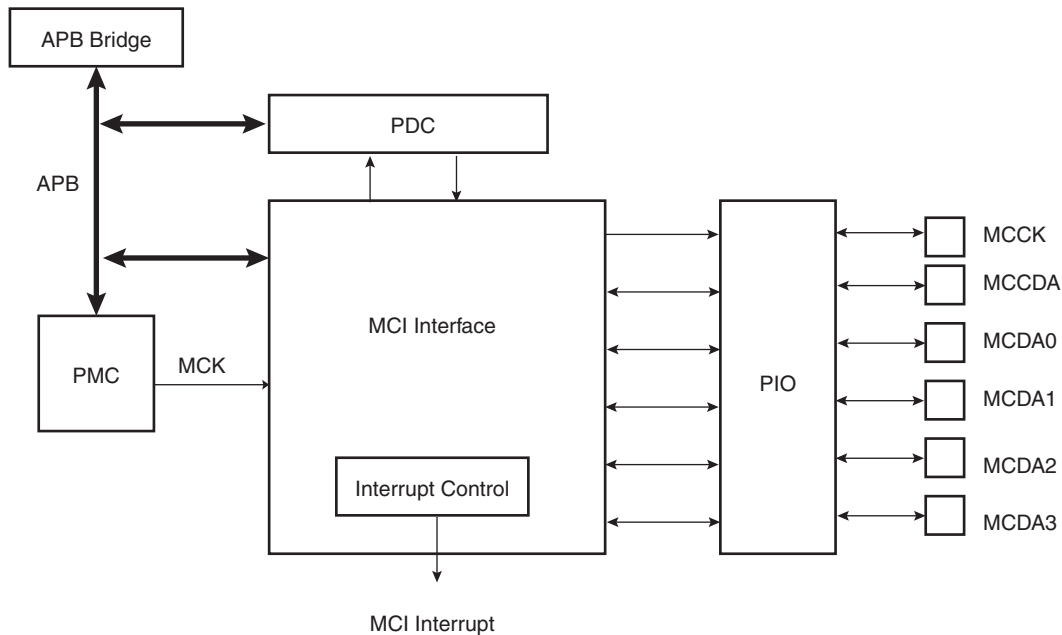 APB Bridge
PDC
APB
MCCK
MCCDA
MCI Interface
MCDA0
PMC
MCK
PIO
MCDA1
MCDA2
Interrupt Control
MCDA3
MCI Interrupt